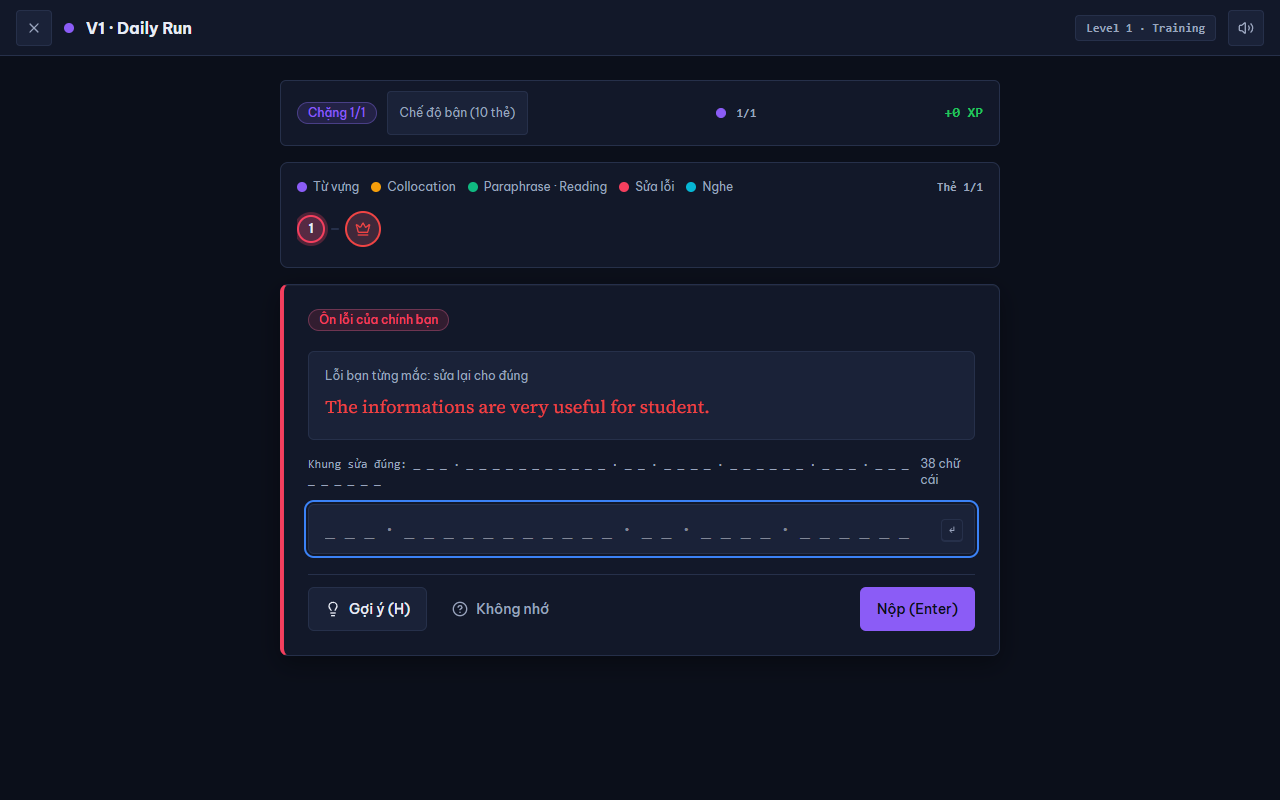 V1 · Daily Run
Level 1 · Training
Chặng 1/1
Chế độ bận (10 thẻ)
1/1
+0 XP
Từ vựng
Collocation
Paraphrase · Reading
Sửa lỗi
Nghe
Thẻ 1/1
1
Ôn lỗi của chính bạn
Lỗi bạn từng mắc: sửa lại cho đúng
The informations are very useful for student.
Khung sửa đúng: _ _ _ · _ _ _ _ _ _ _ _ _ _ _ · _ _ · _ _ _ _ · _ _ _ _ _ _ · _ _ _ · _ _ _
_ _ _ _ _ _
38 chữ
cái
_ _ _ · _ _ _ _ _ _ _ _ _ _ _ · _ _ · _ _ _ _ · _ _ _ _ _ _
↵
Gợi ý (H)
Không nhớ
Nộp (Enter)